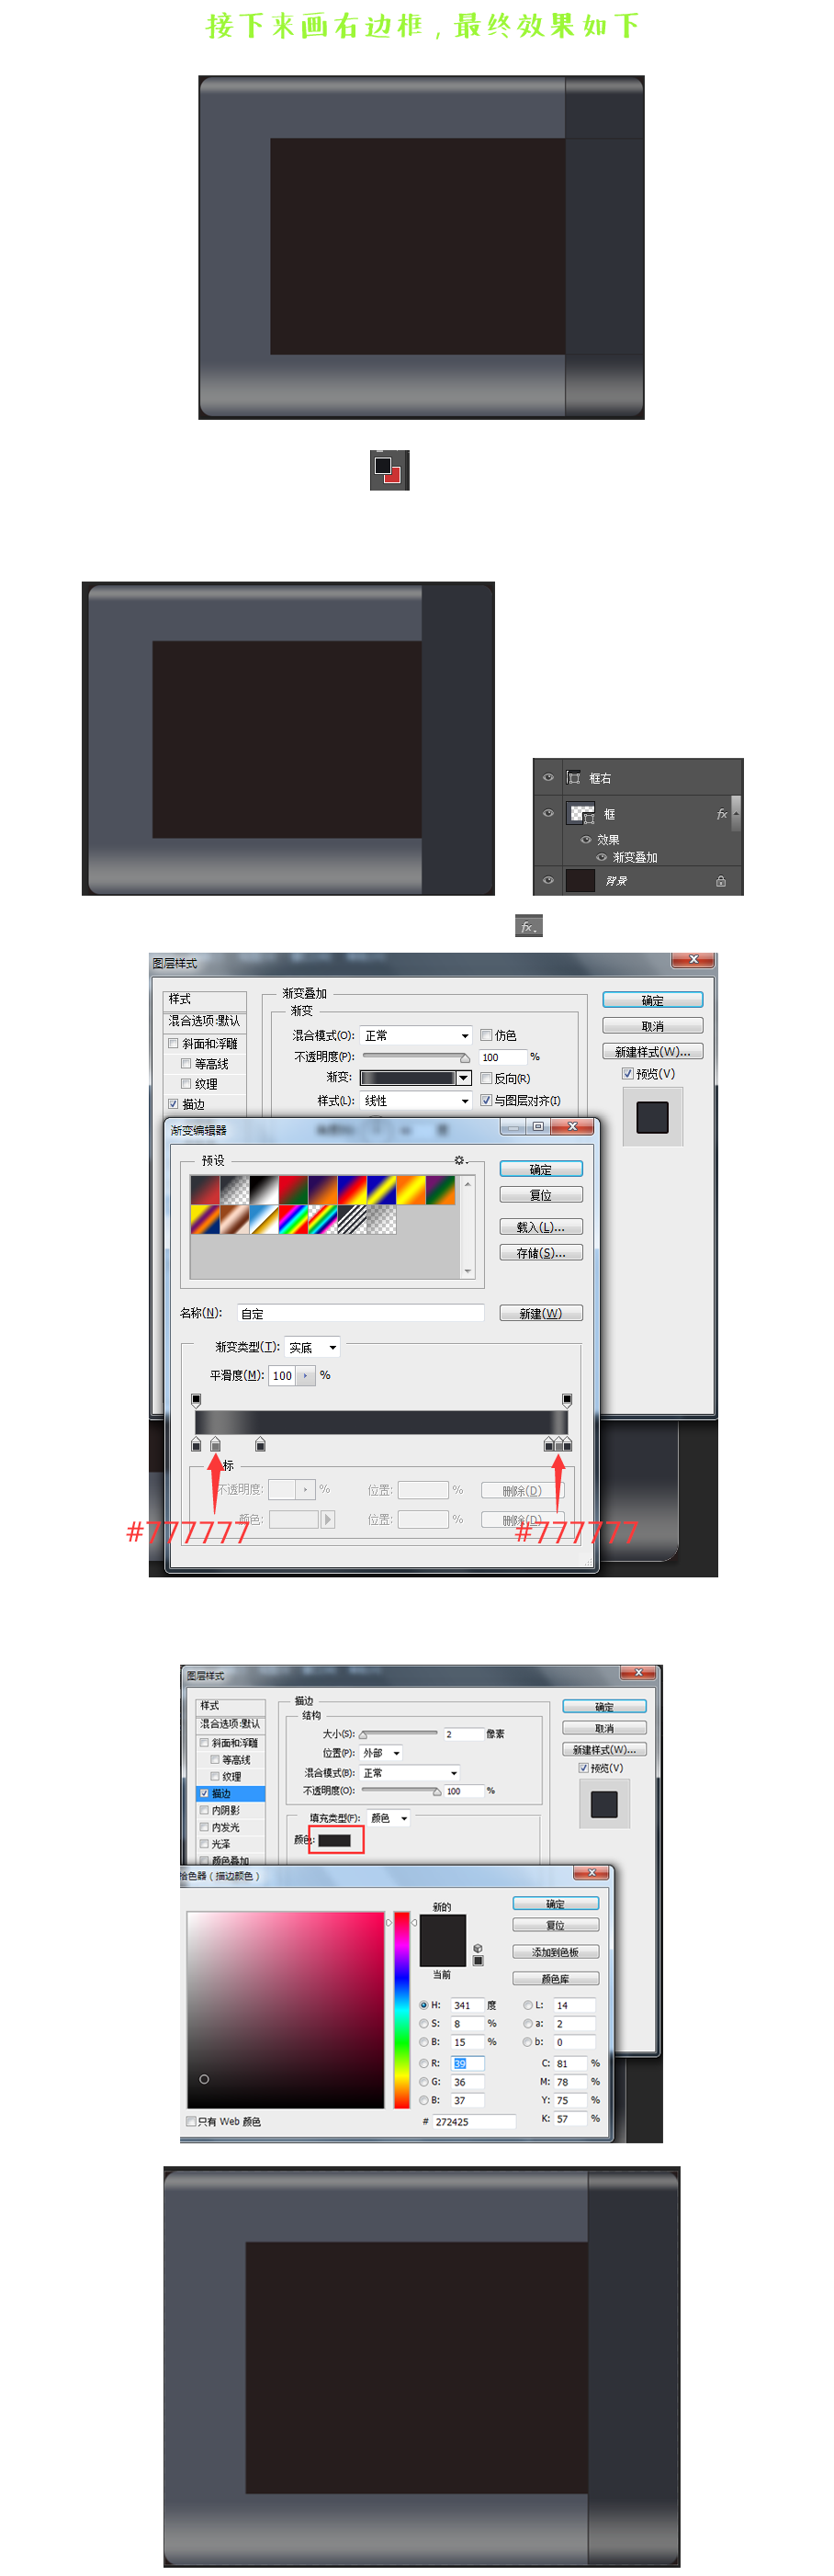 接下来画右边框，最终效果如下
框右
框
fx
效果
渐变叠加
背景
fx.
图层样式
样式
混合选项:默认
斜面和浮雕
等高线
纹理
描边
渐变叠加
渐变
混合模式(O): 正常
仿色
不透明度(P): 100 %
渐变:
反向(R)
样式(L): 线性
与图层对齐(I)
确定
取消
新建样式(W)...
预览(V)
渐变编辑器
预设
确定
复位
载入(L)...
存储(S)...
名称(N): 自定
新建(W)
渐变类型(T): 实底
平滑度(M): 100 %
标
不透明度: %
位置: %
删除(D)
颜色:
位置: %
删除(D)
#777777
#777777
图层样式
样式
混合选项:默认
斜面和浮雕
等高线
纹理
描边
内阴影
内发光
光泽
颜色叠加
描边
结构
大小(S): 2 像素
位置(P): 外部
混合模式(B): 正常
不透明度(O): 100 %
填充类型(F): 颜色
颜色:
确定
取消
新建样式(W)...
预览(V)
拾色器（描边颜色）
新的
当前
确定
复位
添加到色板
颜色库
H: 341 度
S: 8 %
B: 15 %
R: 39
G: 36
B: 37
# 272425
L: 14
a: 2
b: 0
C: 81 %
M: 78 %
Y: 75 %
K: 57 %
只有 Web 颜色